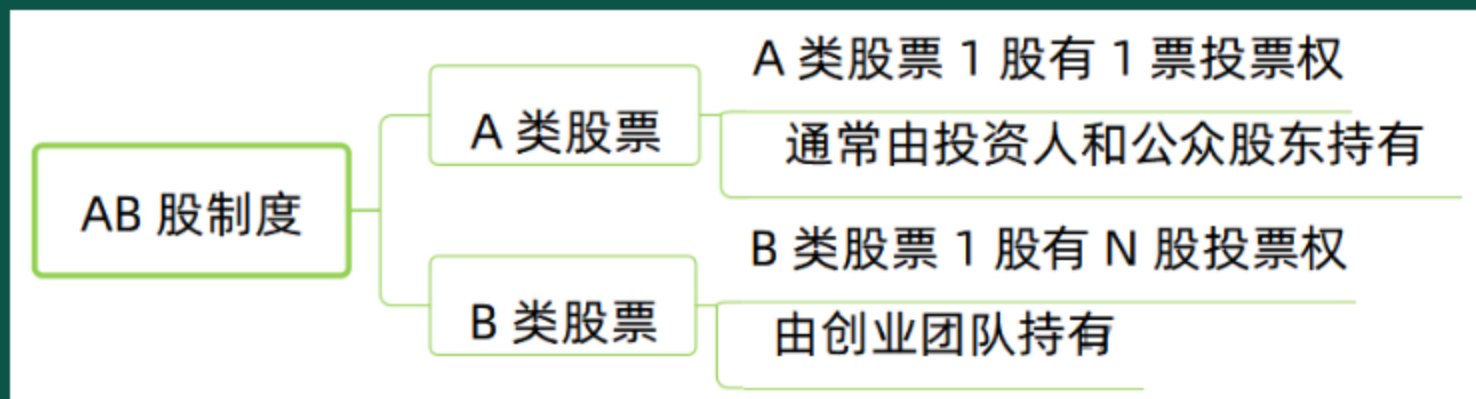 AB 股制度
A 类股票
A 类股票 1 股有 1 票投票权
通常由投资人和公众股东持有
B 类股票
B 类股票 1 股有 N 股投票权
由创业团队持有